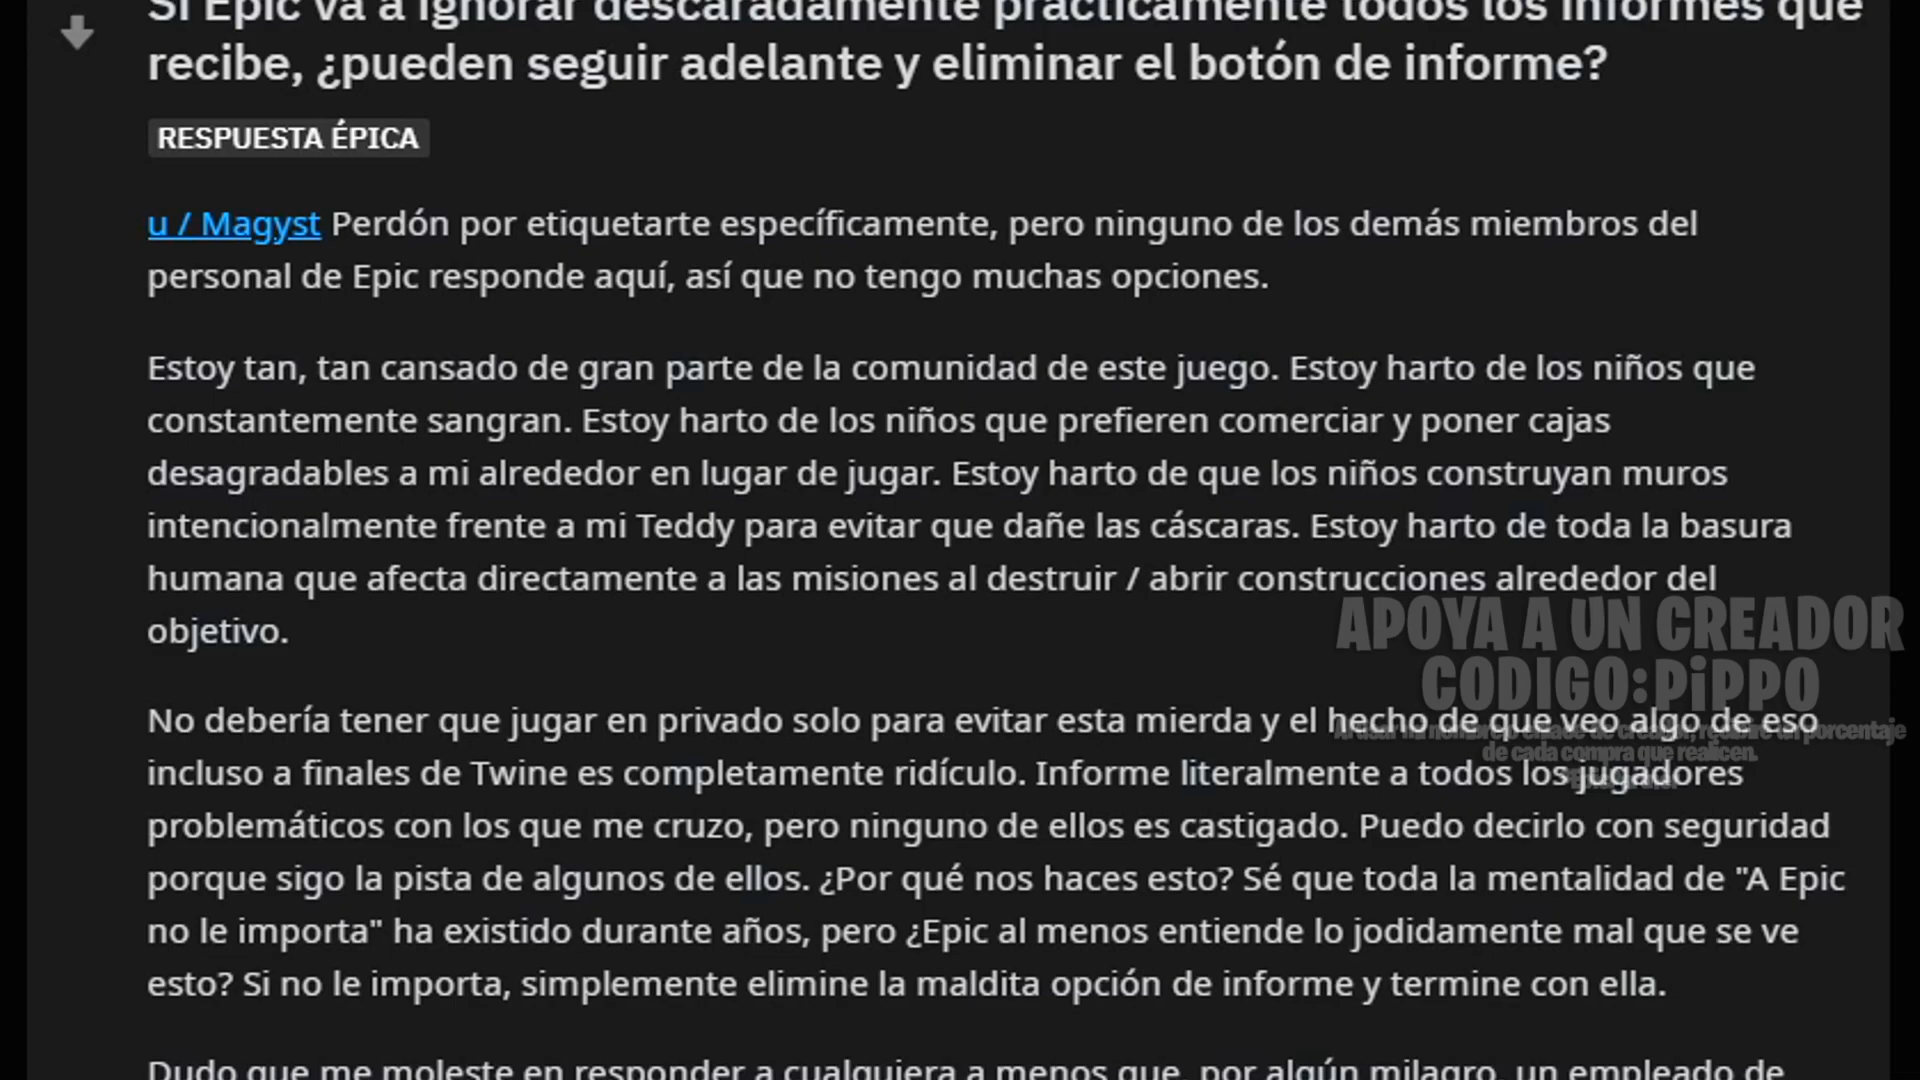 Si Epic va a ignorar descaradamente prácticamente todos los informes que
recibe, ¿pueden seguir adelante y eliminar el botón de informe?
RESPUESTA ÉPICA
u / Magyst Perdón por etiquetarte específicamente, pero ninguno de los demás miembros del
personal de Epic responde aquí, así que no tengo muchas opciones.
Estoy tan, tan cansado de gran parte de la comunidad de este juego. Estoy harto de los niños que
constantemente sangran. Estoy harto de los niños que prefieren comerciar y poner cajas
desagradables a mi alrededor en lugar de jugar. Estoy harto de que los niños construyan muros
intencionalmente frente a mi Teddy para evitar que dañe las cáscaras. Estoy harto de toda la basura
humana que afecta directamente a las misiones al destruir / abrir construcciones alrededor del
objetivo.
APOYA A UN CREADOR
CODIGO:PiPPO
No debería tener que jugar en privado solo para evitar esta mierda y el hecho de que veo algo de eso
incluso a finales de Twine es completamente ridículo. Informe literalmente a todos los jugadores
problemáticos con los que me cruzo, pero ninguno de ellos es castigado. Puedo decirlo con seguridad
porque sigo la pista de algunos de ellos. ¿Por qué nos haces esto? Sé que toda la mentalidad de "A Epic
no le importa" ha existido durante años, pero ¿Epic al menos entiende lo jodidamente mal que se ve
esto? Si no le importa, simplemente elimine la maldita opción de informe y termine con ella.
porcentaje
de cada compra que realicen.
Dudo que me moleste en responder a cualquiera a menos que, por algún milagro, un empleado de